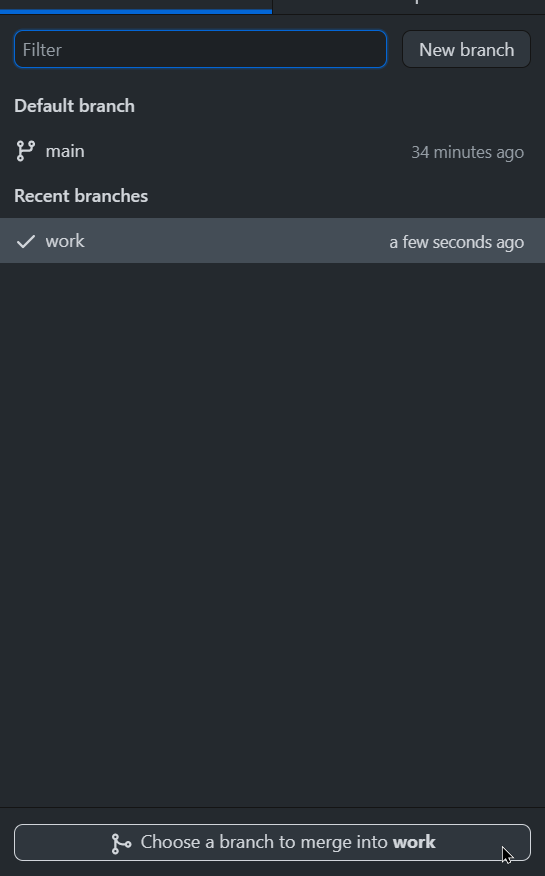 Filter
New branch
Default branch
main 34 minutes ago
Recent branches
work a few seconds ago
Choose a branch to merge into work